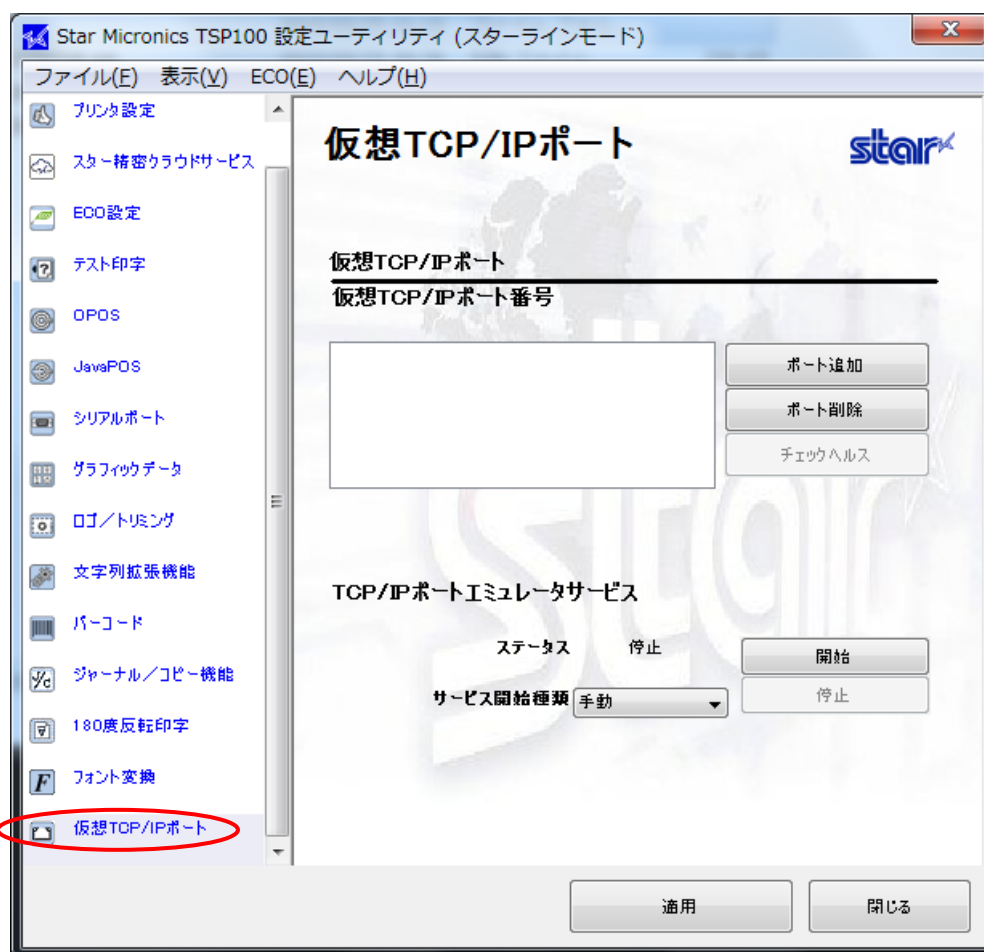 Star Micronics TSP100 設定ユーティリティ (スターラインモード)
ファイル(F) 表示(V) ECO(E) ヘルプ(H)
プリンタ設定
スター精密クラウドサービス
ECO設定
テスト印字
OPOS
JavaPOS
シリアルポート
グラフィックデータ
ロゴ/トリミング
文字列拡張機能
バーコード
ジャーナル/コピー機能
180度反転印字
フォント変換
仮想TCP/IPポート
仮想TCP/IPポート
star
仮想TCP/IPポート
仮想TCP/IPポート番号
ポート追加
ポート削除
チェックヘルス
TCP/IPポートエミュレータサービス
ステータス 停止
開始
サービス開始種類 手動
停止
適用
閉じる